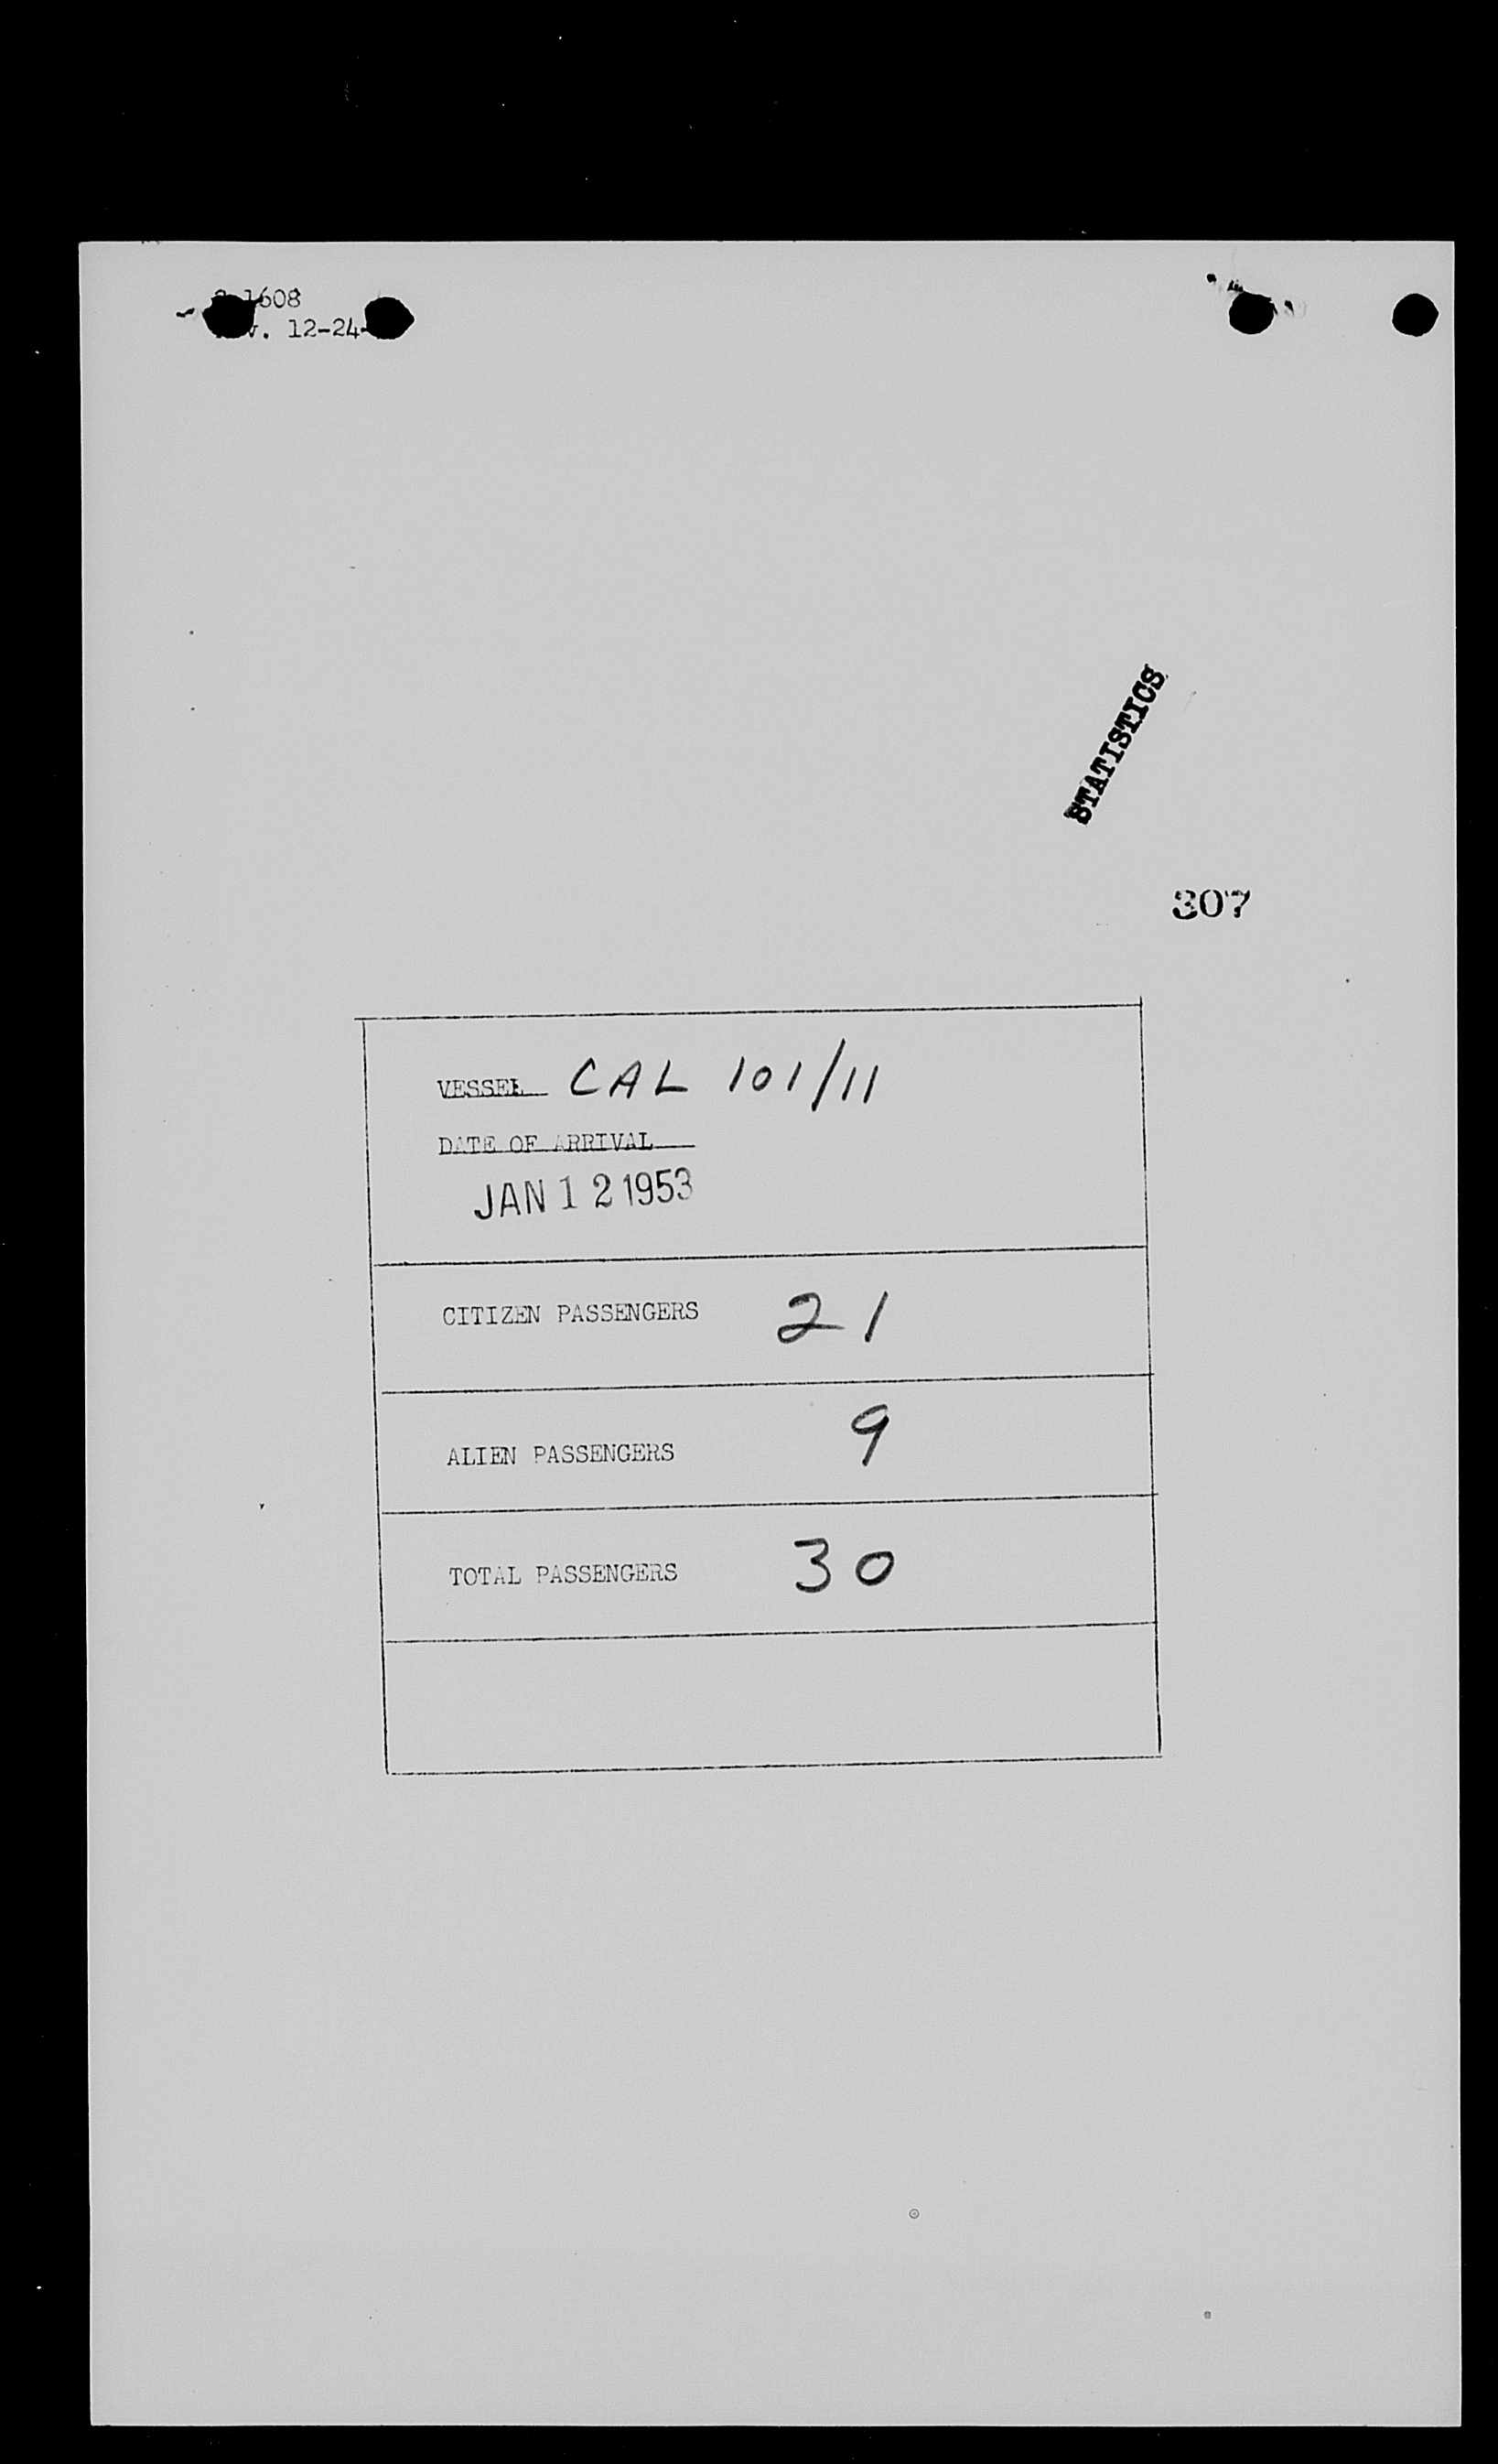 1608
12-24-
STATISTICS
307
VESSEL CAL 101/11
DATE OF ARRIVAL
JAN 12 1953
CITIZEN PASSENGERS 21
ALIEN PASSENGERS 9
TOTAL PASSENGERS 30